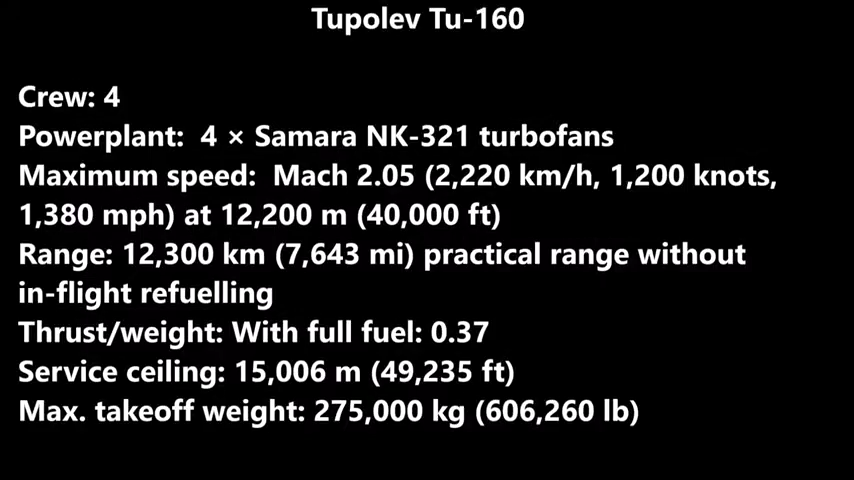 Tupolev Tu-160
Crew: 4
Powerplant:  4 × Samara NK-321 turbofans
Maximum speed:  Mach 2.05 (2,220 km/h, 1,200 knots,
1,380 mph) at 12,200 m (40,000 ft)
Range: 12,300 km (7,643 mi) practical range without
in-flight refuelling
Thrust/weight: With full fuel: 0.37
Service ceiling: 15,006 m (49,235 ft)
Max. takeoff weight: 275,000 kg (606,260 lb)